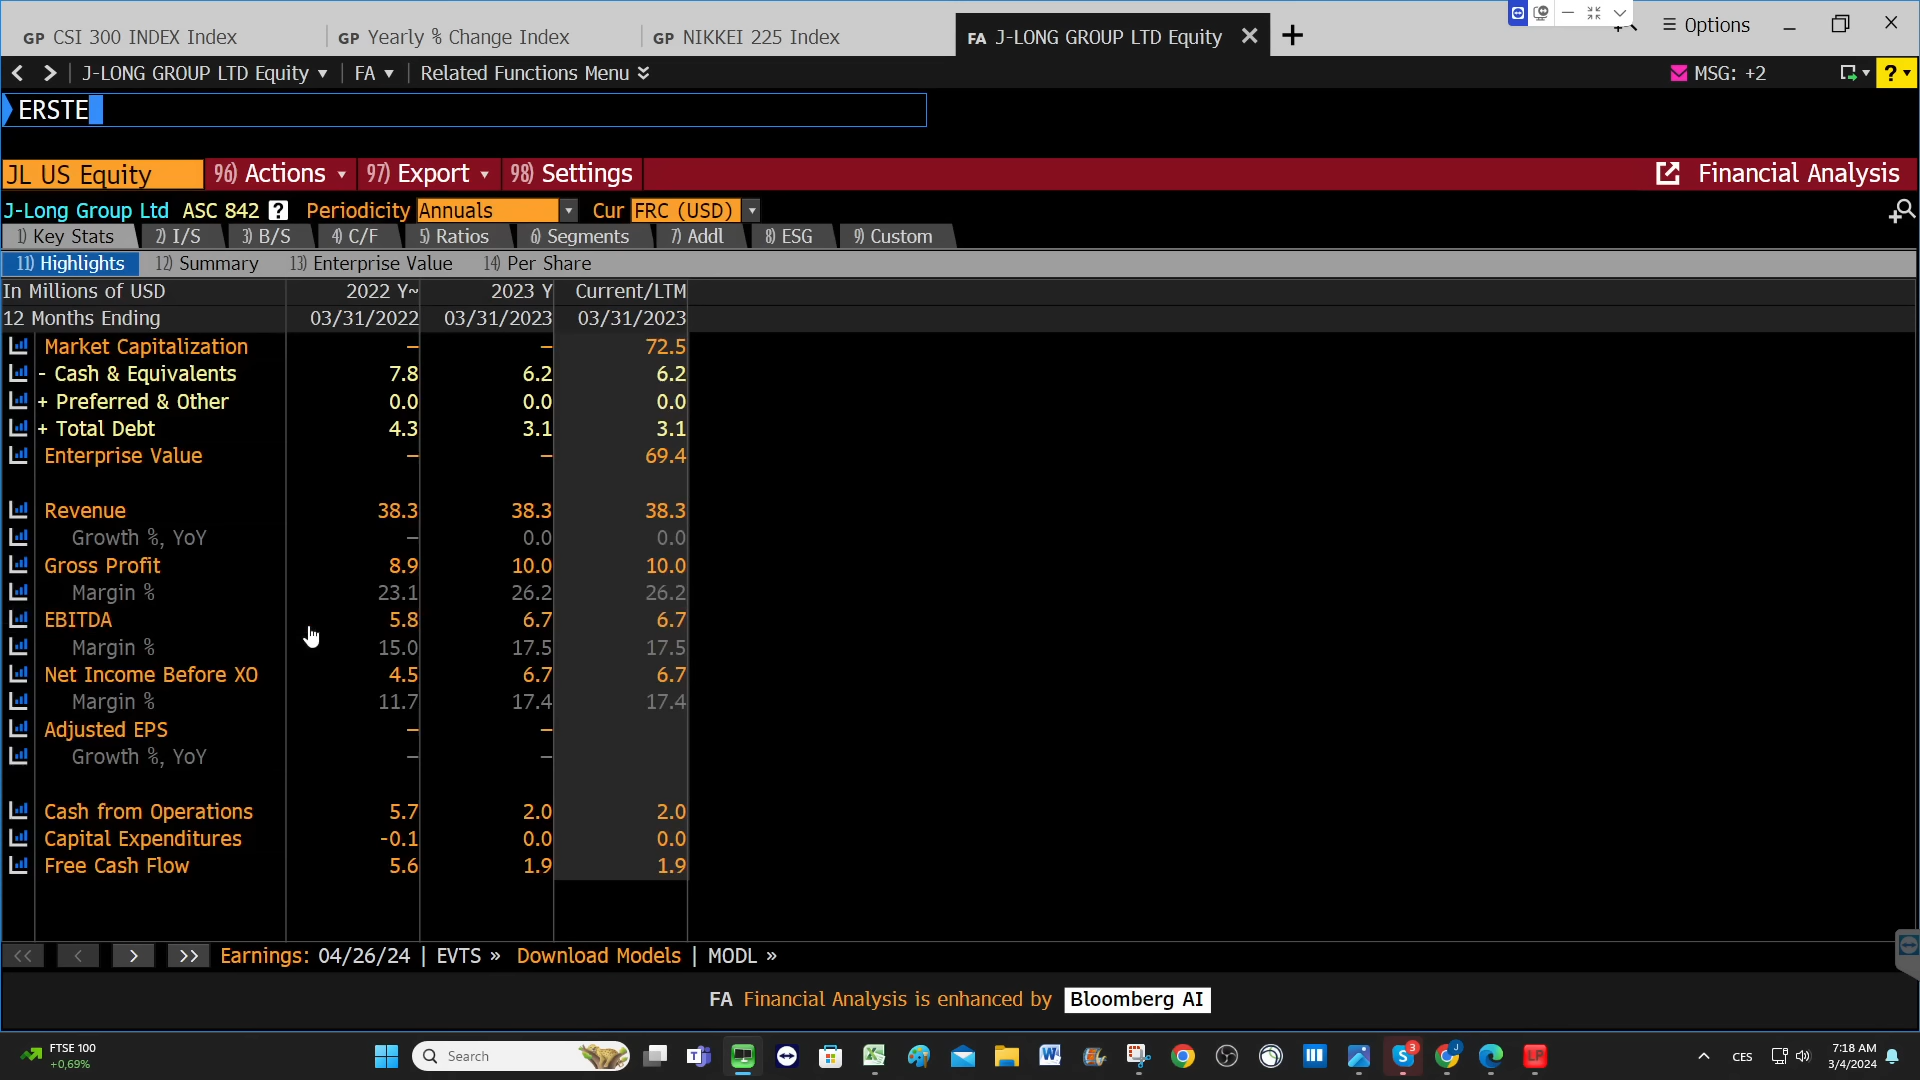 GP CSI 300 INDEX Index
GP Yearly % Change Index
GP NIKKEI 225 Index
FA J-LONG GROUP LTD Equity
Options
J-LONG GROUP LTD Equity
FA
Related Functions Menu
MSG: +2
?
ERSTE
JL US Equity
96) Actions
97) Export
98) Settings
Financial Analysis
J-Long Group Ltd ASC 842 ? Periodicity Annuals Cur FRC (USD)
1) Key Stats 2) I/S 3) B/S 4) C/F 5) Ratios 6) Segments 7) Addl 8) ESG 9) Custom
11) Highlights 12) Summary 13) Enterprise Value 14) Per Share
In Millions of USD 2022 Y~ 2023 Y Current/LTM
12 Months Ending 03/31/2022 03/31/2023 03/31/2023
Market Capitalization — — 72.5
- Cash & Equivalents 7.8 6.2 6.2
+ Preferred & Other 0.0 0.0 0.0
+ Total Debt 4.3 3.1 3.1
Enterprise Value — — 69.4
Revenue 38.3 38.3 38.3
Growth %, YoY — 0.0 0.0
Gross Profit 8.9 10.0 10.0
Margin % 23.1 26.2 26.2
EBITDA 5.8 6.7 6.7
Margin % 15.0 17.5 17.5
Net Income Before XO 4.5 6.7 6.7
Margin % 11.7 17.4 17.4
Adjusted EPS — —
Growth %, YoY — —
Cash from Operations 5.7 2.0 2.0
Capital Expenditures -0.1 0.0 0.0
Free Cash Flow 5.6 1.9 1.9
<< < > >> Earnings: 04/26/24 | EVTS » Download Models | MODL »
FA Financial Analysis is enhanced by Bloomberg AI
FTSE 100
+0,69%
Search
CES
7:18 AM
3/4/2024